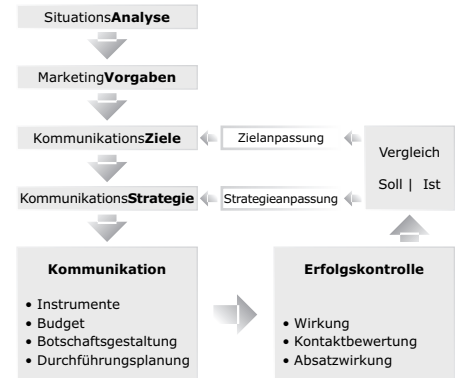 SituationsAnalyse
MarketingVorgaben
KommunikationsZiele
Zielanpassung
Vergleich
Soll | Ist
KommunikationsStrategie
Strategieanpassung
Kommunikation
• Instrumente
• Budget
• Botschaftsgestaltung
• Durchführungsplanung
Erfolgskontrolle
• Wirkung
• Kontaktbewertung
• Absatzwirkung